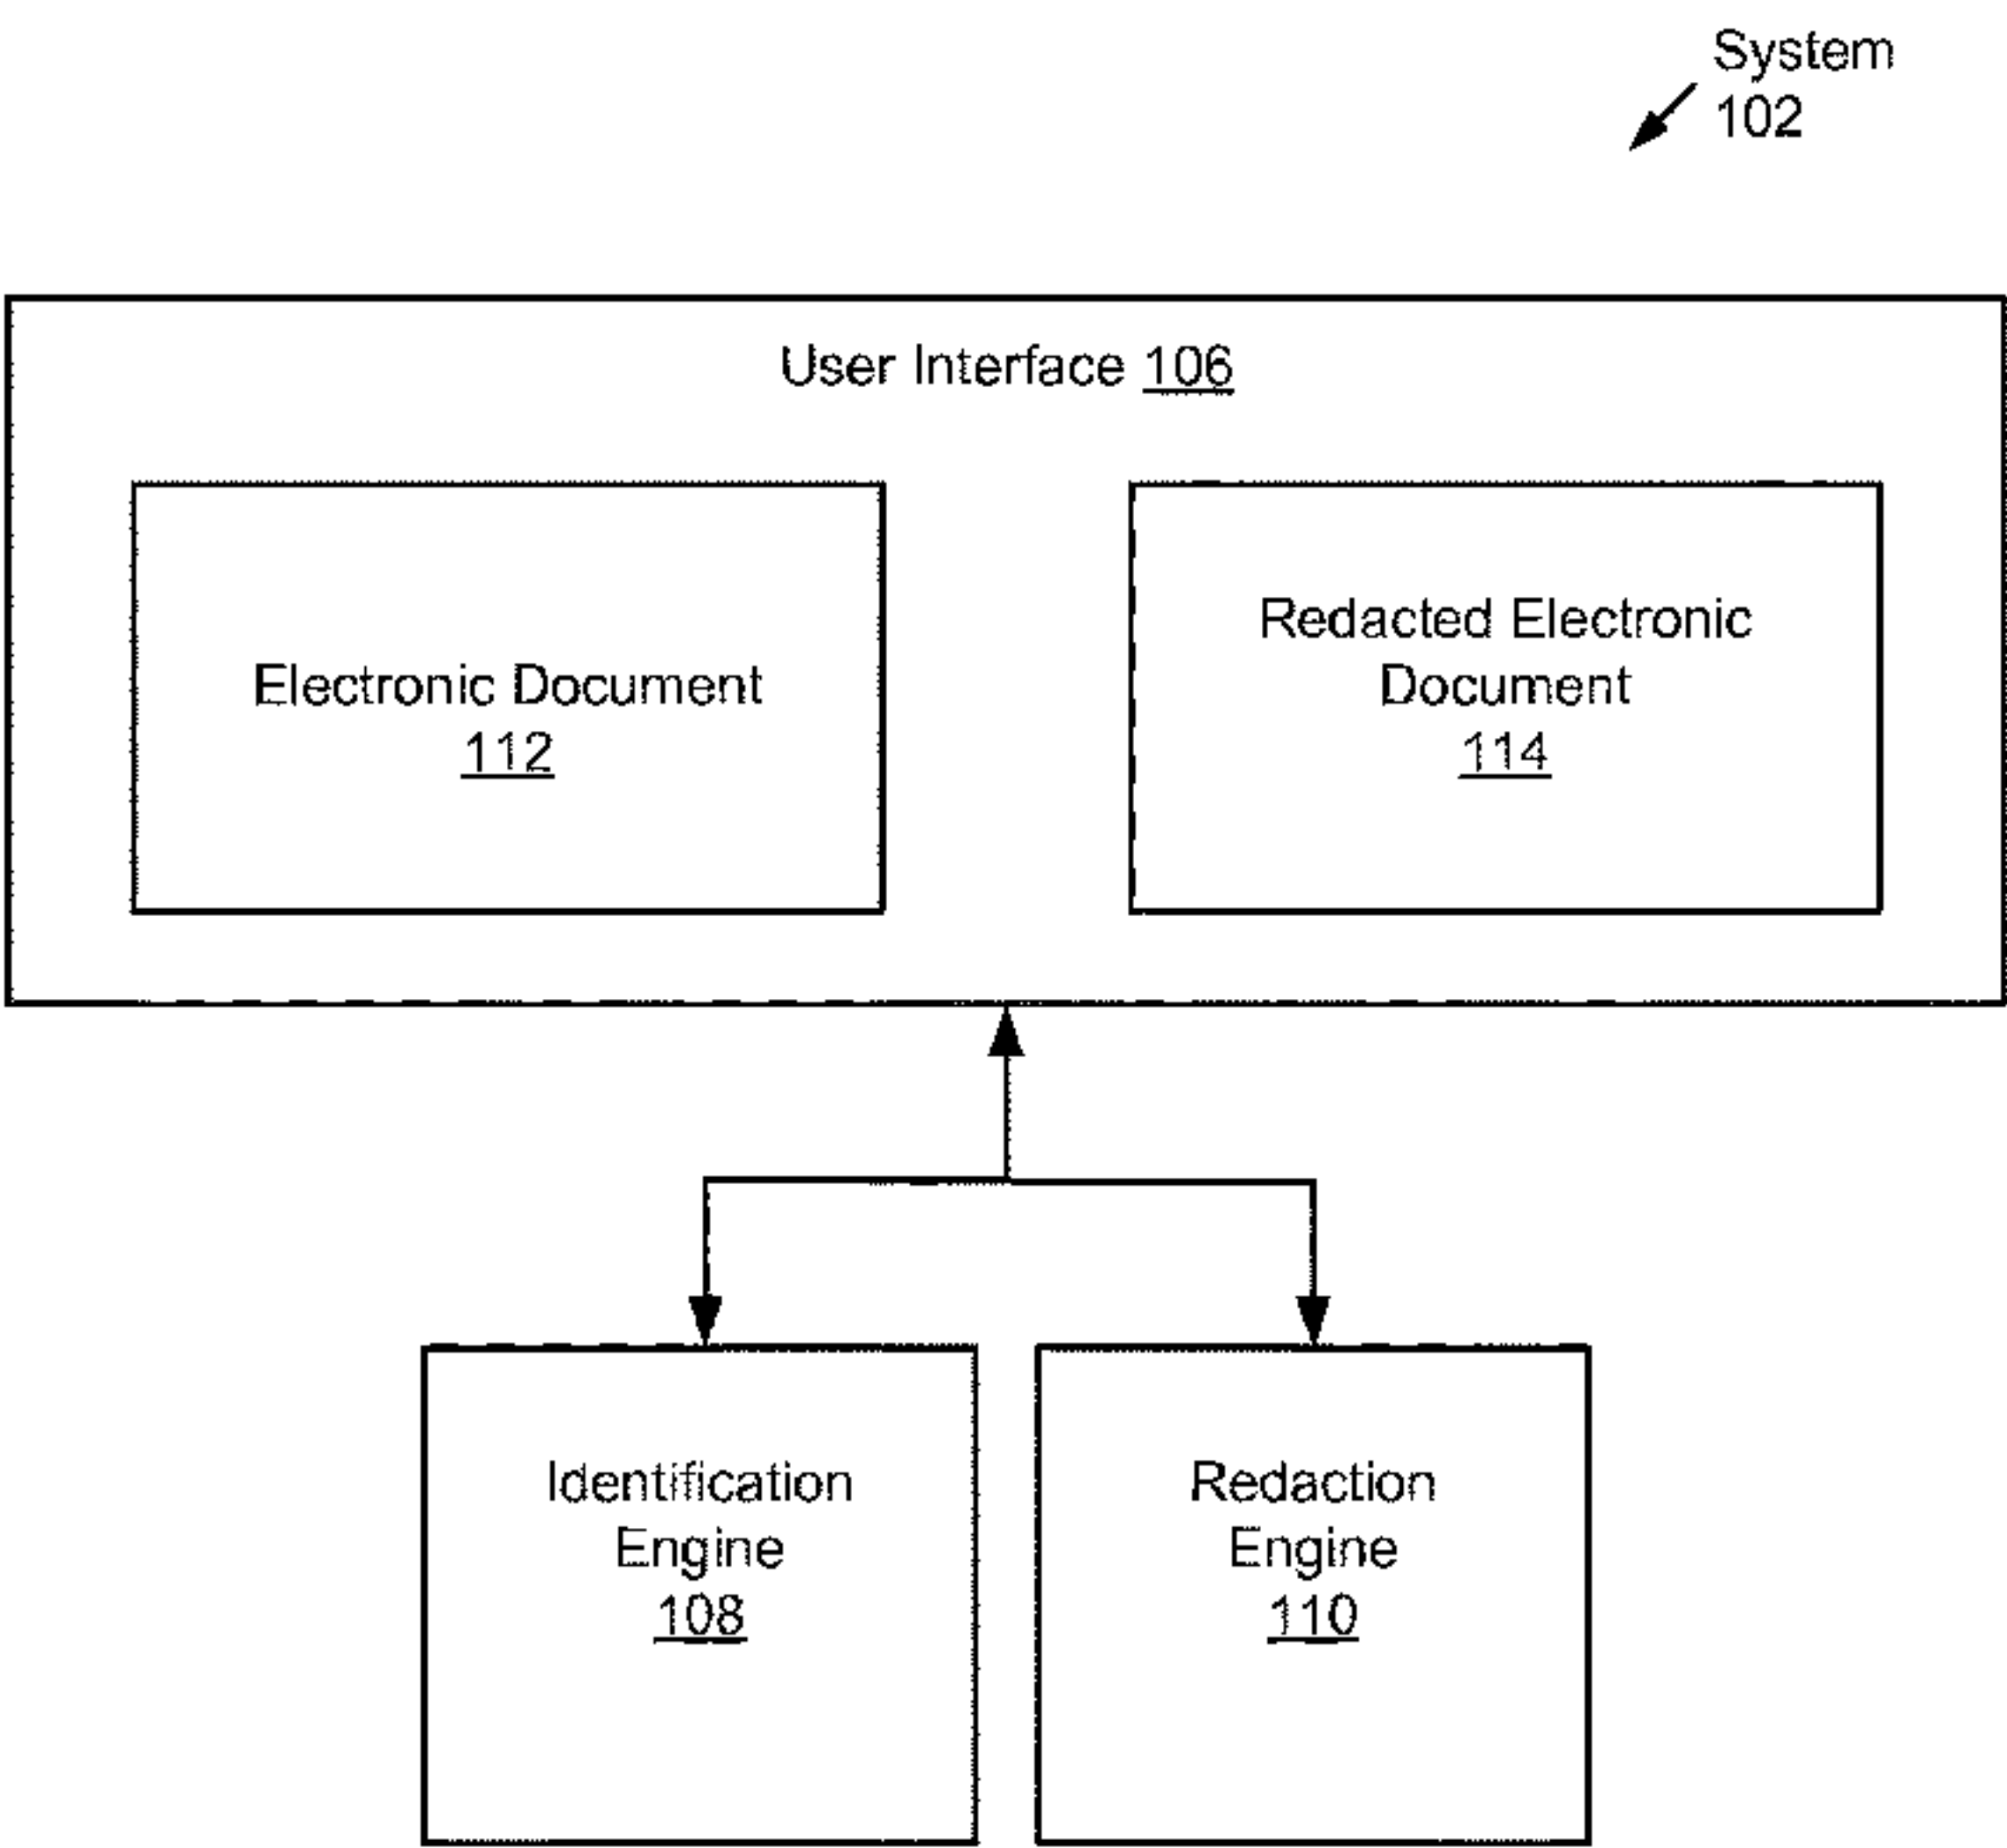 System
102
User Interface 106
Electronic Document
112
Redacted Electronic
Document
114
Identification
Engine
108
Redaction
Engine
110